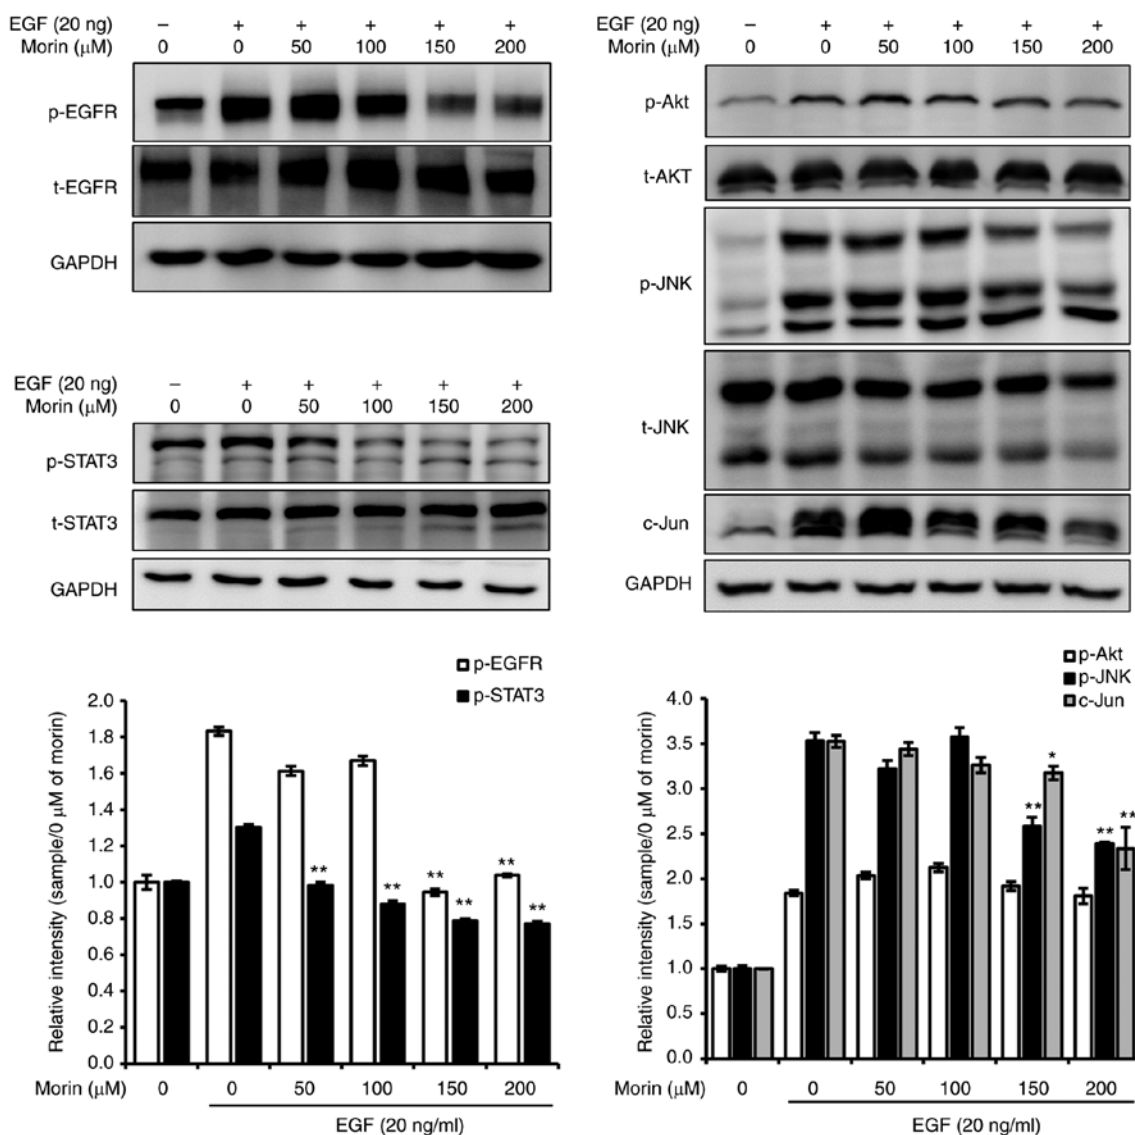 EGF (20 ng) – + + + + +
Morin (μM) 0 0 50 100 150 200
p-EGFR
t-EGFR
GAPDH
EGF (20 ng) – + + + + +
Morin (μM) 0 0 50 100 150 200
p-STAT3
t-STAT3
GAPDH
EGF (20 ng) – + + + + +
Morin (μM) 0 0 50 100 150 200
p-Akt
t-AKT
p-JNK
t-JNK
c-Jun
GAPDH
p-EGFR
p-STAT3
Relative intensity (sample/0 μM of morin)
2.0
1.8
1.6
1.4
1.2
1.0
0.8
0.6
0.4
0.2
0.0
** ** ** ** ** **
Morin (μM) 0 0 50 100 150 200
EGF (20 ng/ml)
p-Akt
p-JNK
c-Jun
Relative intensity (sample/0 μM of morin)
4.0
3.5
3.0
2.5
2.0
1.0
5.0
0.0
** * ** **
Morin (μM) 0 0 50 100 150 200
EGF (20 ng/ml)